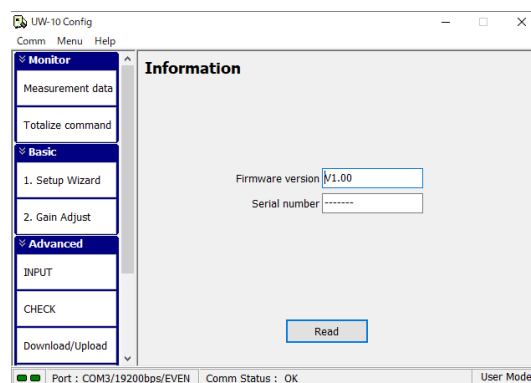 UW-10 Config
Comm Menu Help
Monitor
Measurement data
Totalize command
Basic
1. Setup Wizard
2. Gain Adjust
Advanced
INPUT
CHECK
Download/Upload
Information
Firmware version V1.00
Serial number -------
Read
Port : COM3/19200bps/EVEN Comm Status : OK User Mode